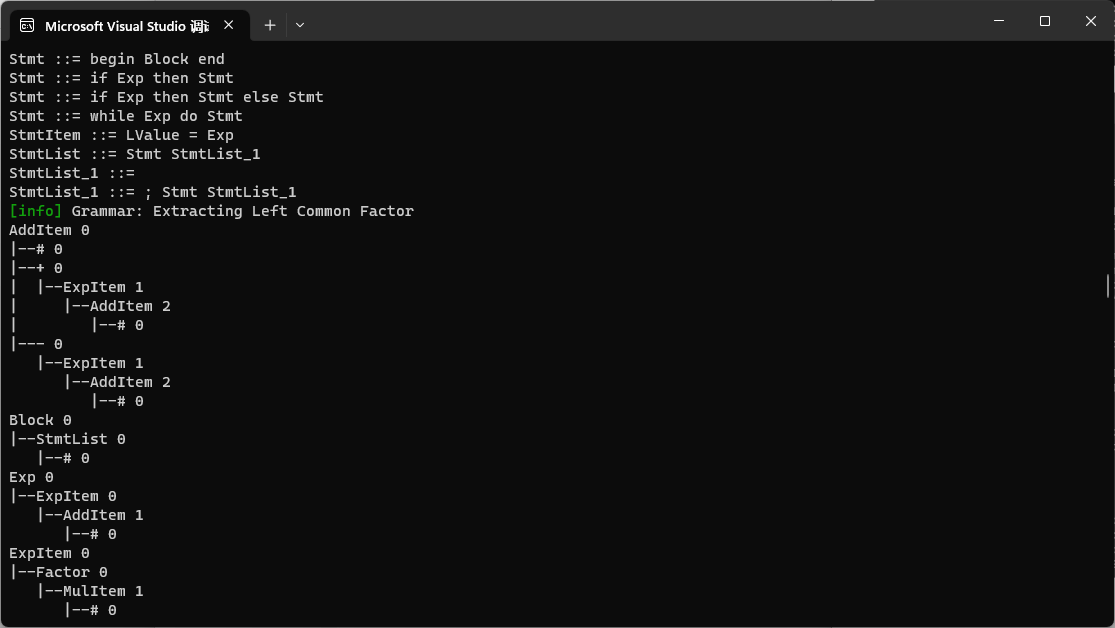 Microsoft Visual Studio 调试
Stmt ::= begin Block end
Stmt ::= if Exp then Stmt
Stmt ::= if Exp then Stmt else Stmt
Stmt ::= while Exp do Stmt
StmtItem ::= LValue = Exp
StmtList ::= Stmt StmtList_1
StmtList_1 ::=
StmtList_1 ::= ; Stmt StmtList_1
[info] Grammar: Extracting Left Common Factor
AddItem 0
|--# 0
|--+ 0
|  |--ExpItem 1
|     |--AddItem 2
|        |--# 0
|--- 0
   |--ExpItem 1
      |--AddItem 2
         |--# 0
Block 0
|--StmtList 0
   |--# 0
Exp 0
|--ExpItem 0
   |--AddItem 1
      |--# 0
ExpItem 0
|--Factor 0
   |--MulItem 1
      |--# 0